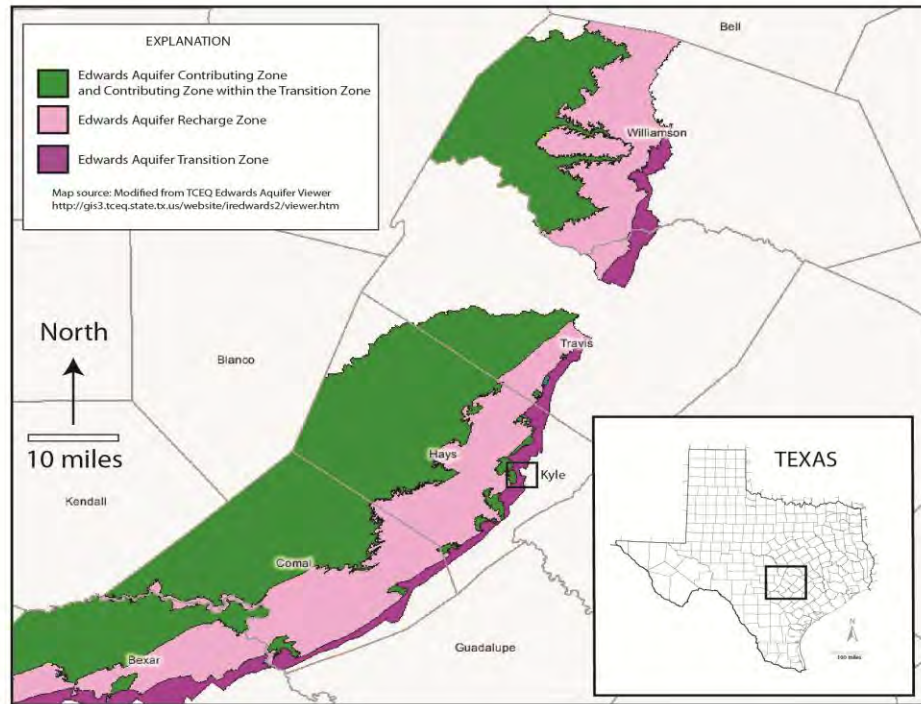 EXPLANATION
Edwards Aquifer Contributing Zone
and Contributing Zone within the Transition Zone
Edwards Aquifer Recharge Zone
Edwards Aquifer Transition Zone
Map source: Modified from TCEQ Edwards Aquifer Viewer
http://gis3.tceq.state.tx.us/website/iredwards2/viewer.htm
Bell
Williamson
North
10 miles
Blanco
Travis
Hays
Kyle
Kendall
Comal
Guadalupe
Bexar
TEXAS
N
100 miles